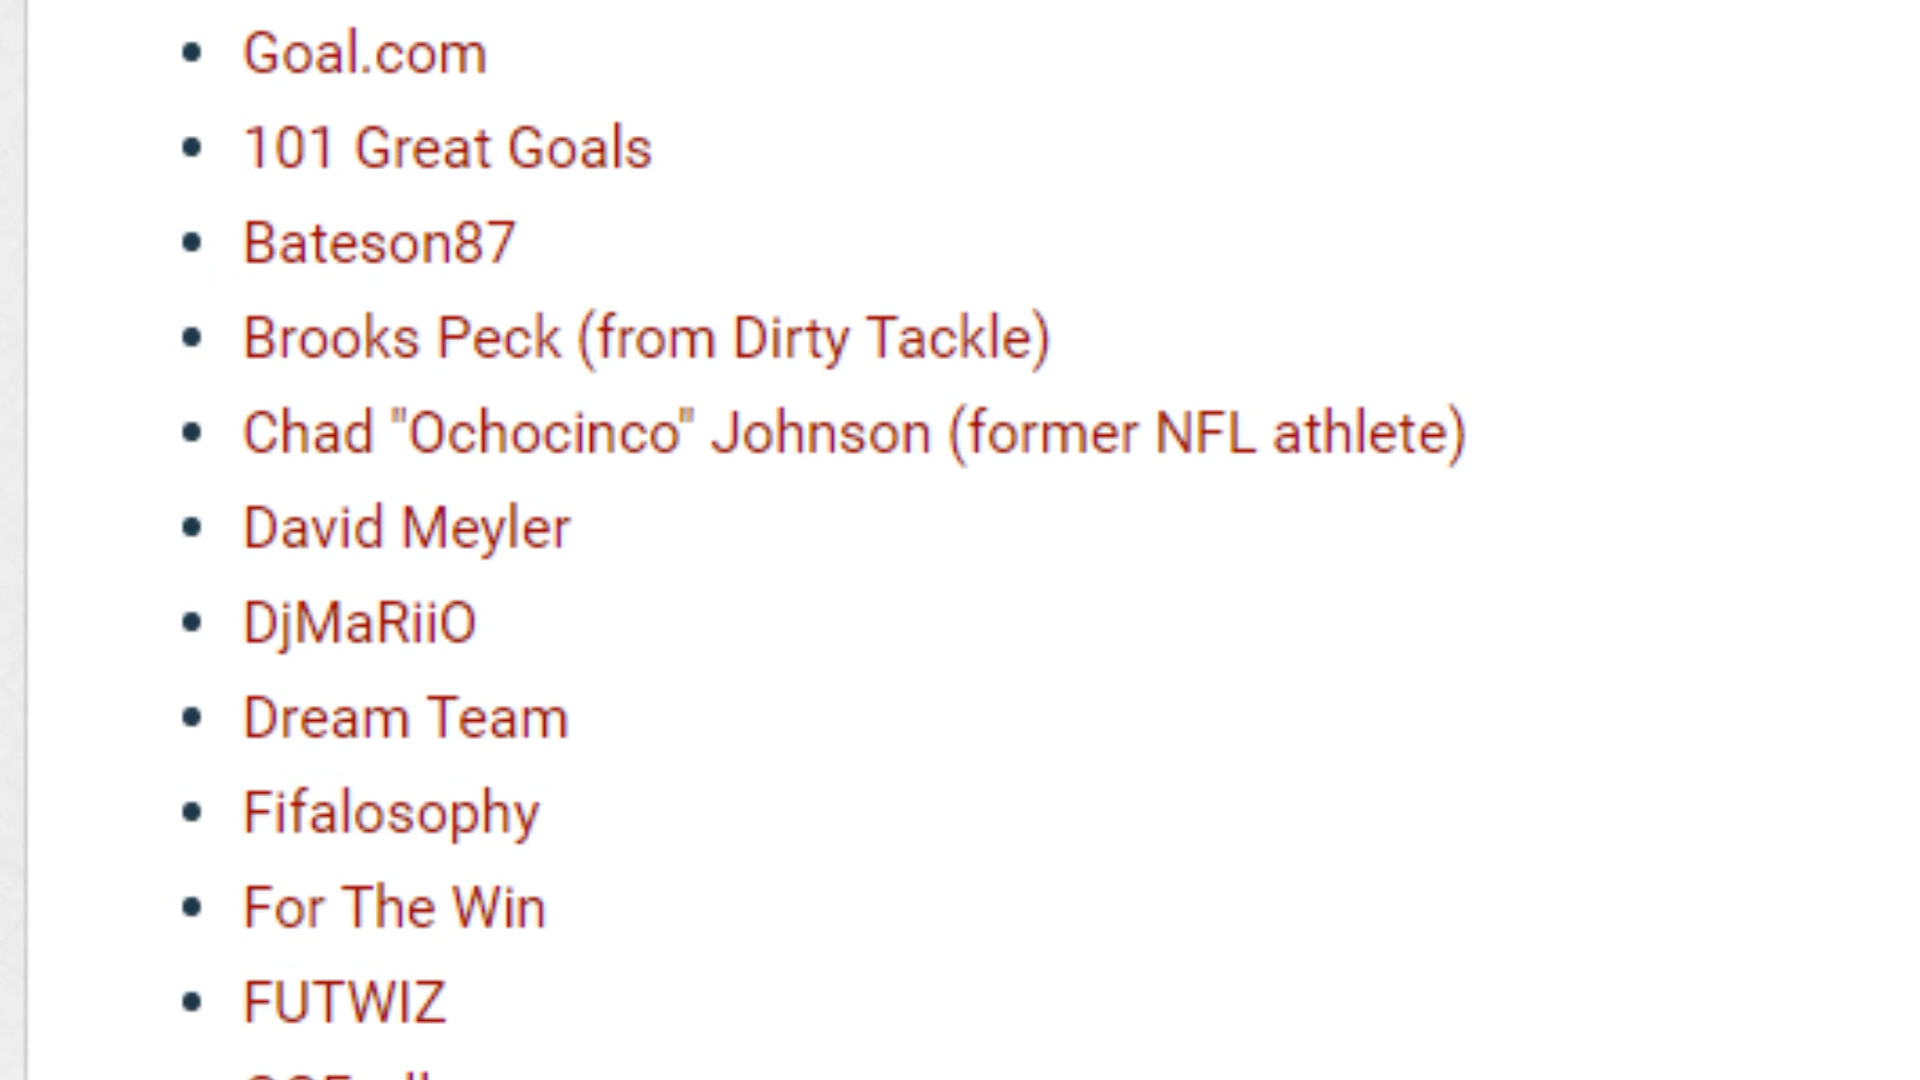 Goal.com
101 Great Goals
Bateson87
Brooks Peck (from Dirty Tackle)
Chad "Ochocinco" Johnson (former NFL athlete)
David Meyler
DjMaRiiO
Dream Team
Fifalosophy
For The Win
FUTWIZ